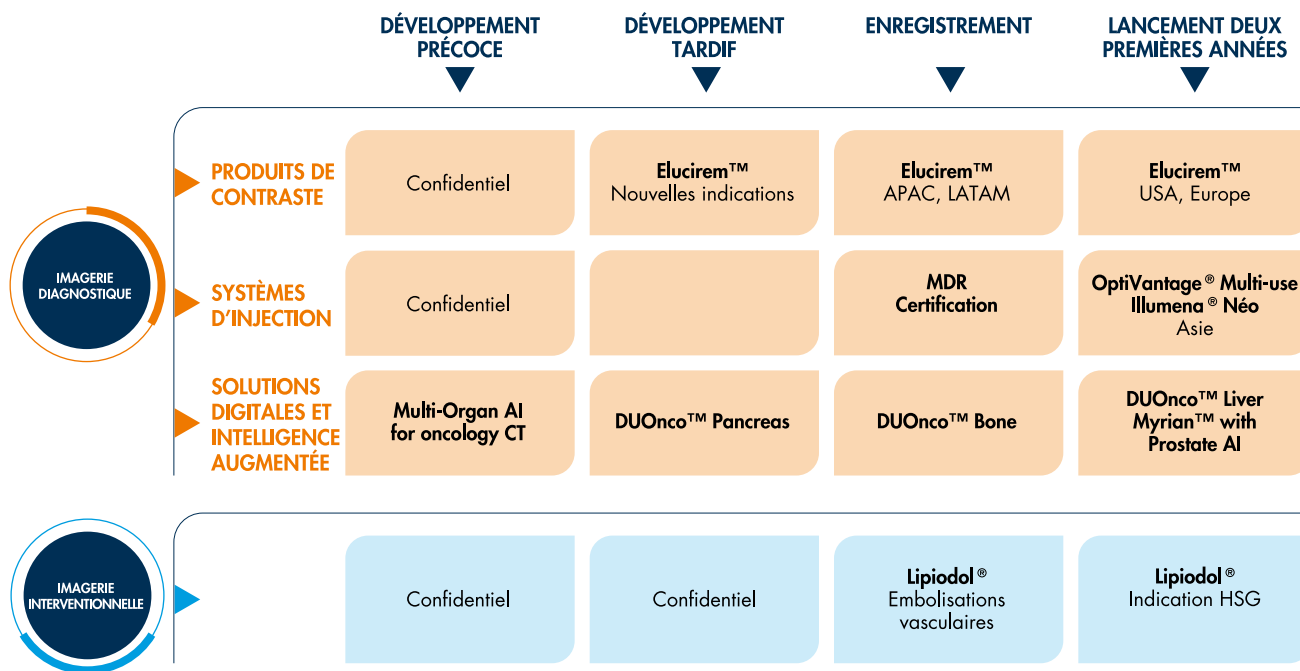 DÉVELOPPEMENT
PRÉCOCE
DÉVELOPPEMENT
TARDIF
ENREGISTREMENT
LANCEMENT DEUX
PREMIÈRES ANNÉES
IMAGERIE
DIAGNOSTIQUE
PRODUITS DE
CONTRASTE
Confidentiel
Elucirem™
Nouvelles indications
Elucirem™
APAC, LATAM
Elucirem™
USA, Europe
SYSTÈMES
D'INJECTION
Confidentiel
MDR
Certification
OptiVantage® Multi-use
Illumena® Néo
Asie
SOLUTIONS
DIGITALES ET
INTELLIGENCE
AUGMENTÉE
Multi-Organ AI
for oncology CT
DUOnco™ Pancreas
DUOnco™ Bone
DUOnco™ Liver
Myrian™ with
Prostate AI
IMAGERIE
INTERVENTIONNELLE
Confidentiel
Confidentiel
Lipiodol®
Embolisations
vasculaires
Lipiodol®
Indication HSG